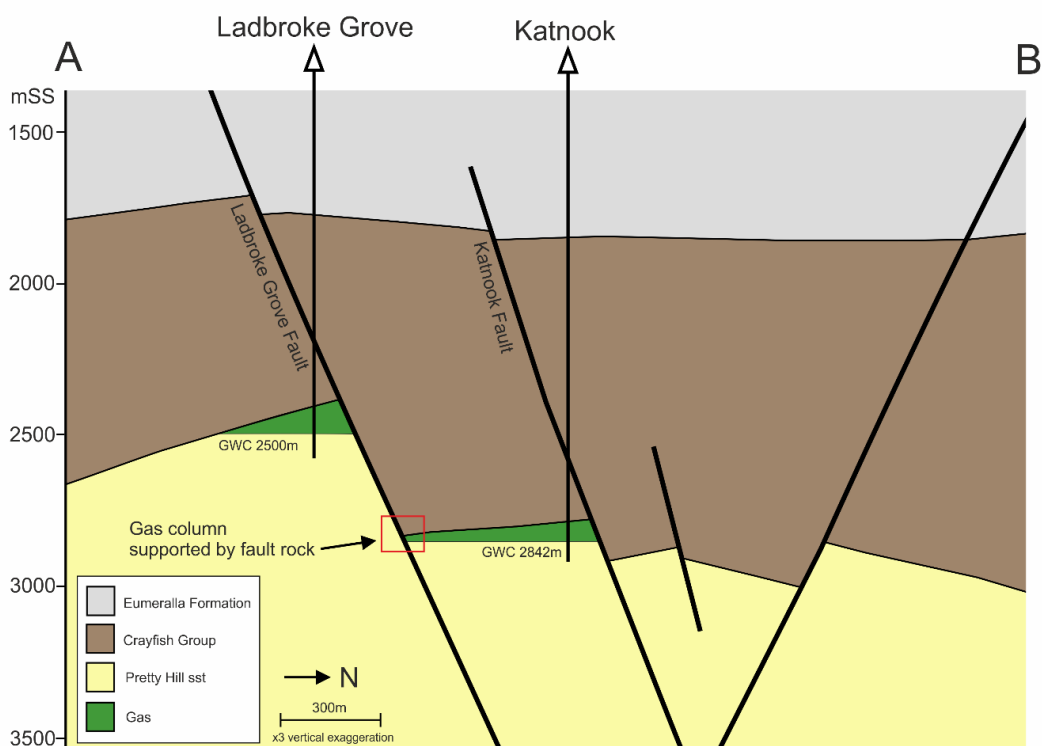 Ladbroke Grove
Katnook
A
B
mSS
1500
2000
2500
3000
3500
Ladbroke Grove Fault
Katnook Fault
GWC 2500m
GWC 2842m
Gas column
supported by fault rock
Eumeralla Formation
Crayfish Group
Pretty Hill sst
Gas
N
300m
x3 vertical exaggeration